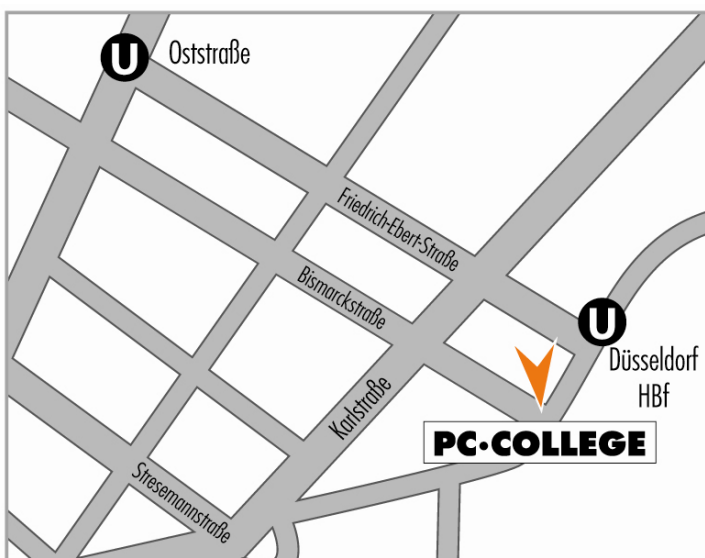 U
Oststraße
Friedrich-Ebert-Straße
Bismarckstraße
U
Düsseldorf
HBf
Karlstraße
PC•COLLEGE
Stresemannstraße